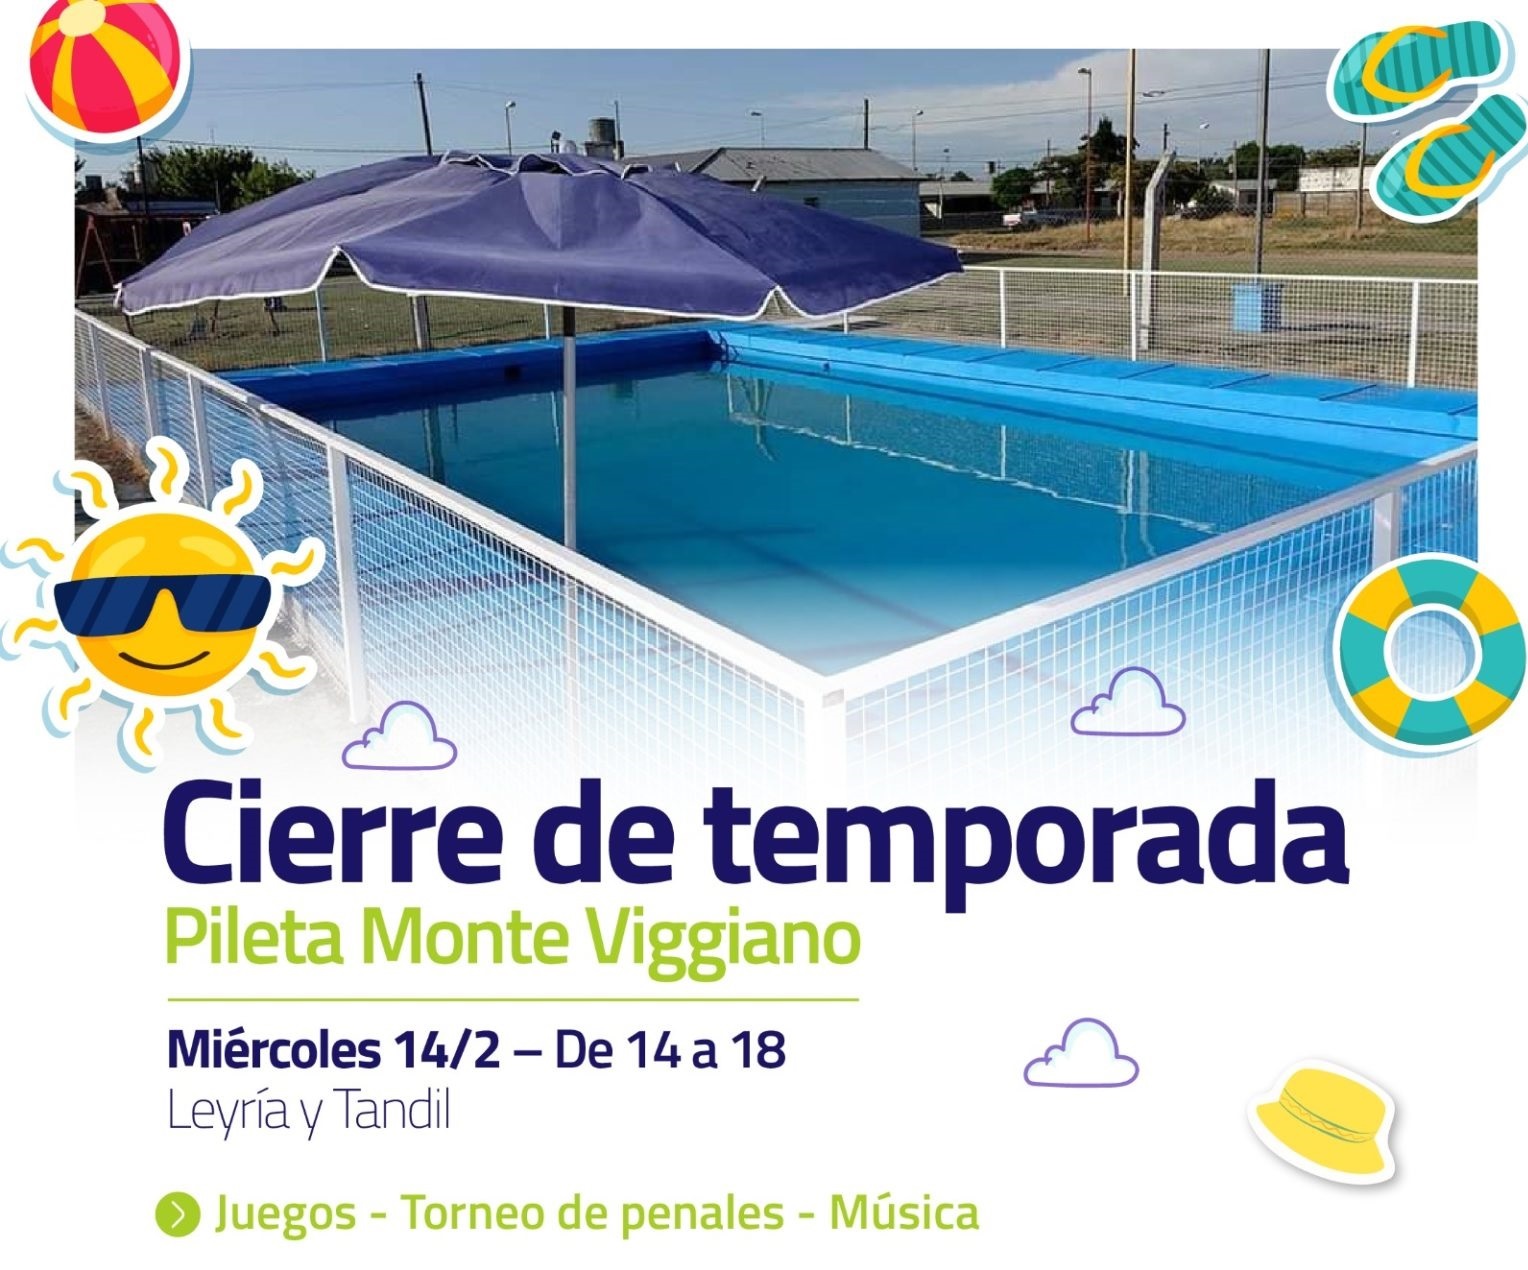 Cierre de temporada
Pileta Monte Viggiano
Miércoles 14/2 – De 14 a 18
Leyría y Tandil
Juegos - Torneo de penales - Música